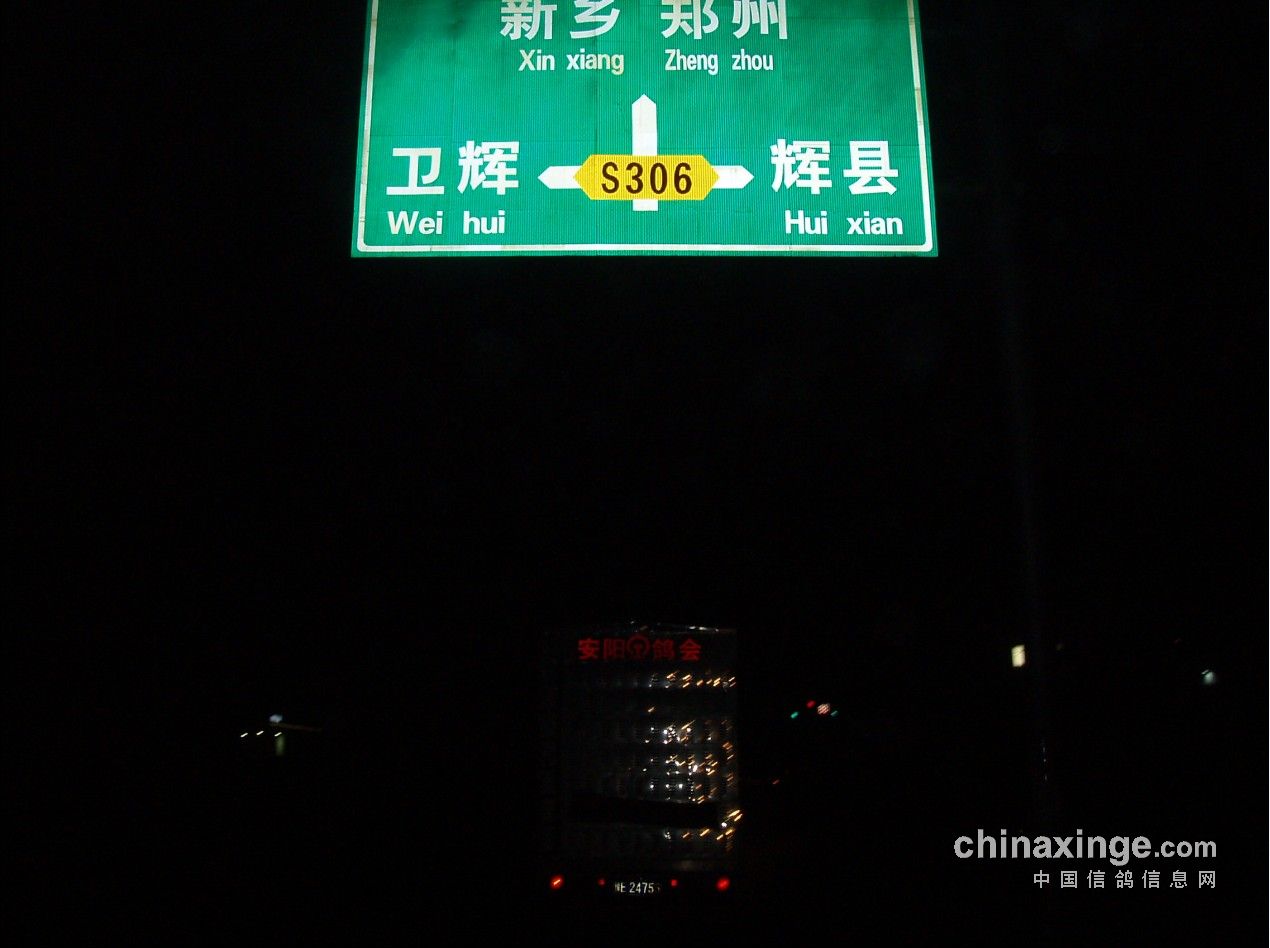 新乡 郑州
Xin xiang Zheng zhou
卫辉 S306 辉县
Wei hui Hui xian
安阳 鸽会
chinaxinge.com
中国信鸽信息网